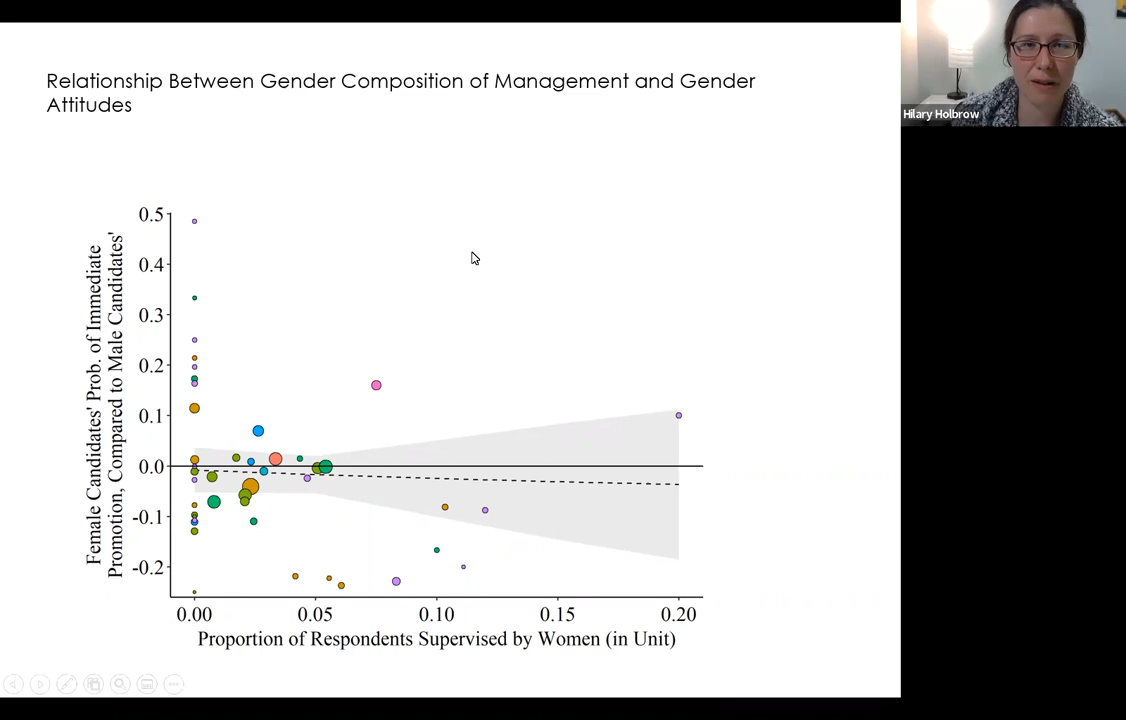 Relationship Between Gender Composition of Management and Gender
Attitudes
Hilary Holbrow
Female Candidates' Prob. of Immediate
Promotion, Compared to Male Candidates'
0.5
0.4
0.3
0.2
0.1
0.0
-0.1
-0.2
0.00 0.05 0.10 0.15 0.20
Proportion of Respondents Supervised by Women (in Unit)